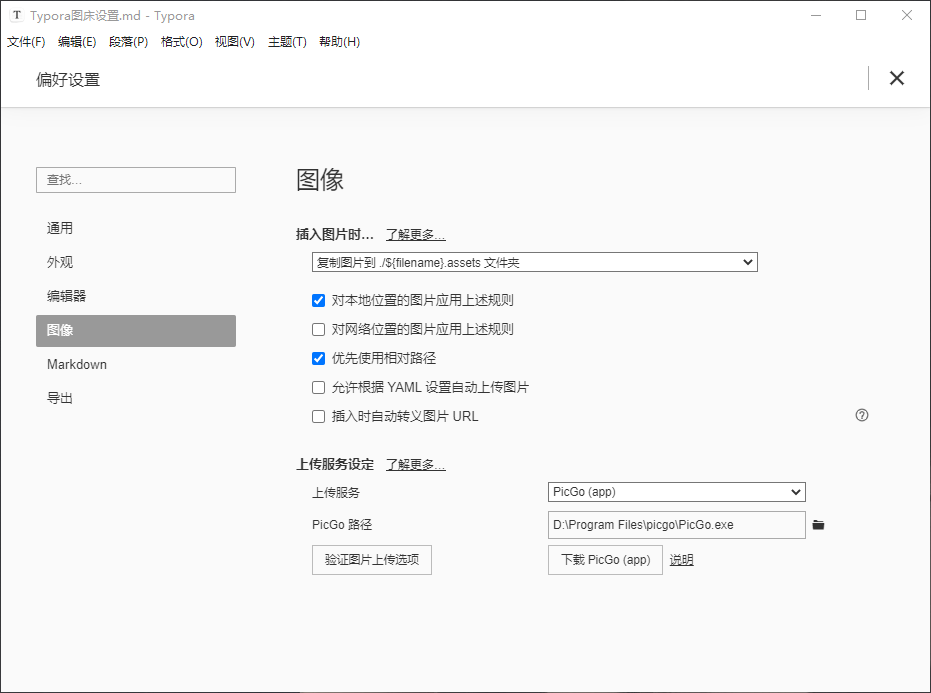 T Typora图床设置.md - Typora
文件(F) 编辑(E) 段落(P) 格式(O) 视图(V) 主题(T) 帮助(H)
偏好设置
查找...
通用
外观
编辑器
图像
Markdown
导出
图像
插入图片时... 了解更多...
复制图片到 ./${filename}.assets 文件夹
对本地位置的图片应用上述规则
对网络位置的图片应用上述规则
优先使用相对路径
允许根据 YAML 设置自动上传图片
插入时自动转义图片 URL
上传服务设定 了解更多...
上传服务 PicGo (app)
PicGo 路径 D:\Program Files\picgo\PicGo.exe
验证图片上传选项 下载 PicGo (app) 说明